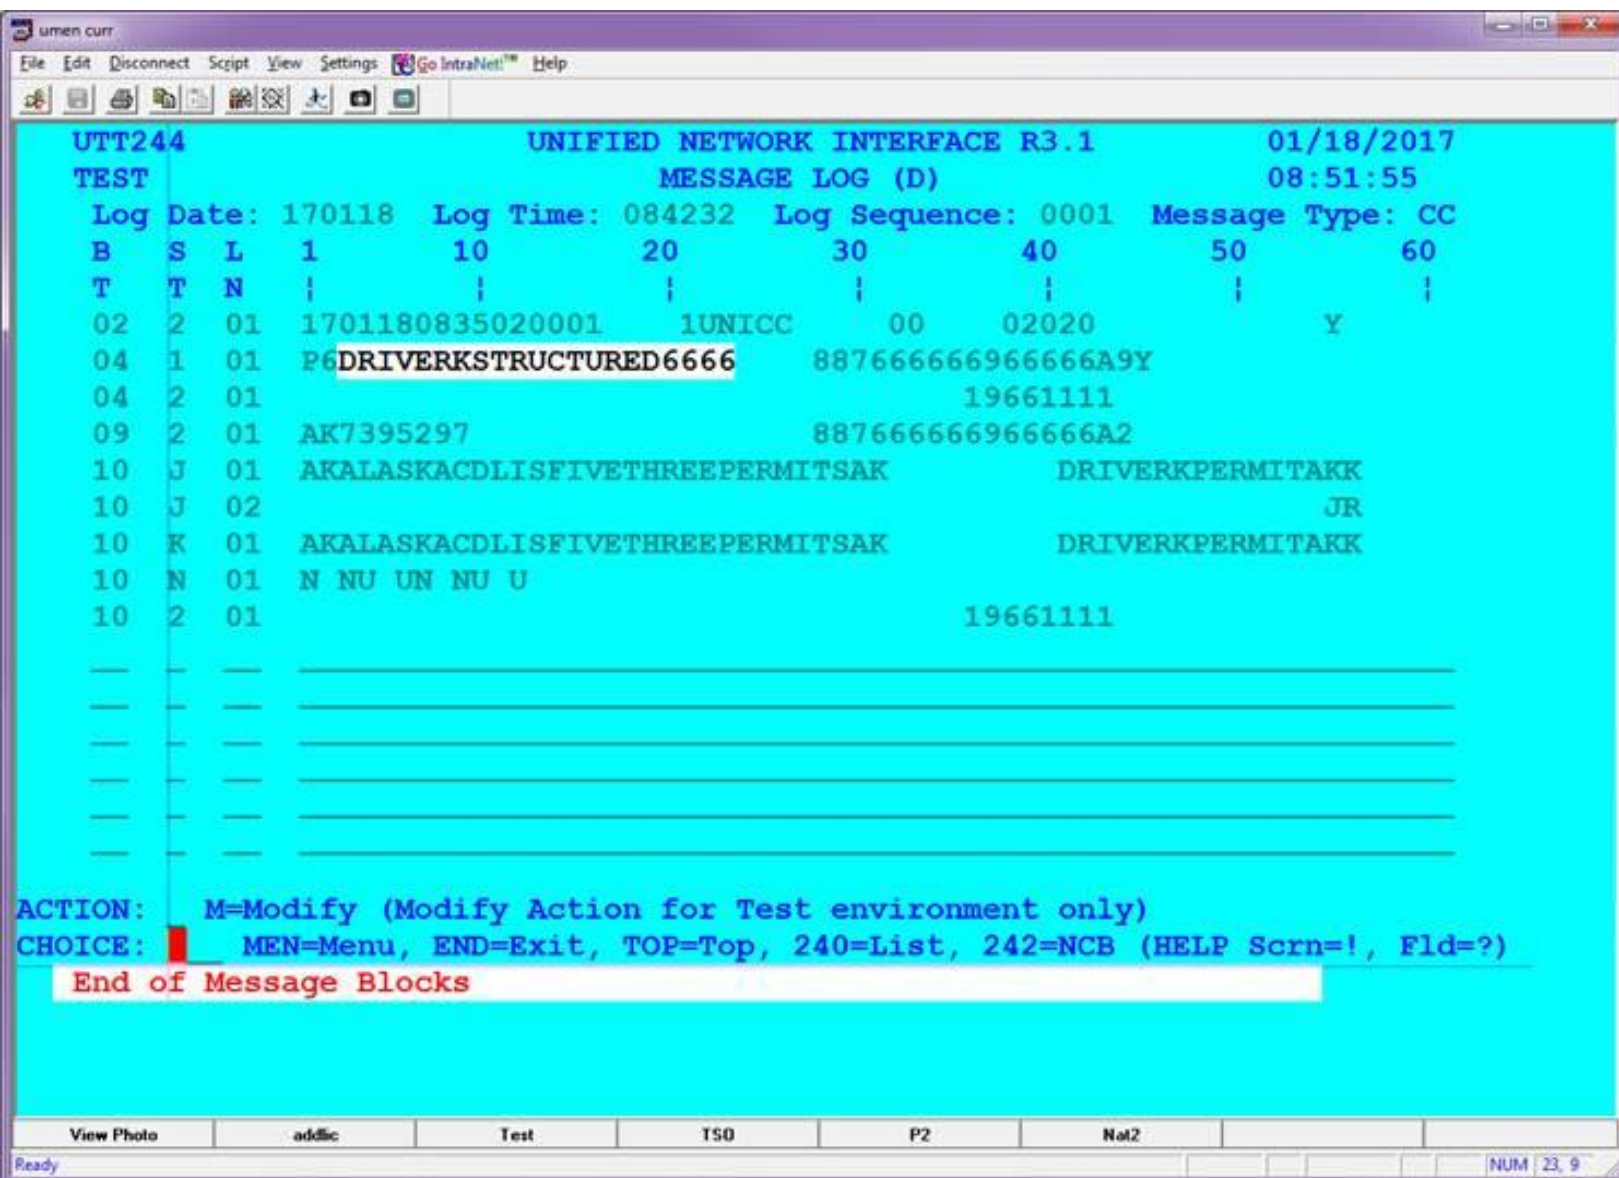 umen curr
File Edit Disconnect Script View Settings Go IntraNet!™ Help
UTT244 UNIFIED NETWORK INTERFACE R3.1 01/18/2017
TEST MESSAGE LOG (D) 08:51:55
Log Date: 170118 Log Time: 084232 Log Sequence: 0001 Message Type: CC
B S L 1 10 20 30 40 50 60
T T N ¦ ¦ ¦ ¦ ¦ ¦ ¦
02 2 01 1701180835020001 1UNICC 00 02020 Y
04 1 01 P6DRIVERKSTRUCTURED6666 887666666966666A9Y
04 2 01 19661111
09 2 01 AK7395297 887666666966666A2
10 J 01 AKALASKACDLISFIVETHREEPERMITSAK DRIVERKPERMITAKK
10 J 02 JR
10 K 01 AKALASKACDLISFIVETHREEPERMITSAK DRIVERKPERMITAKK
10 N 01 N NU UN NU U
10 2 01 19661111
ACTION: M=Modify (Modify Action for Test environment only)
CHOICE: MEN=Menu, END=Exit, TOP=Top, 240=List, 242=NCB (HELP Scrn=!, Fld=?)
End of Message Blocks
View Photo addlic Test TSO P2 Nat2
Ready NUM 23, 9